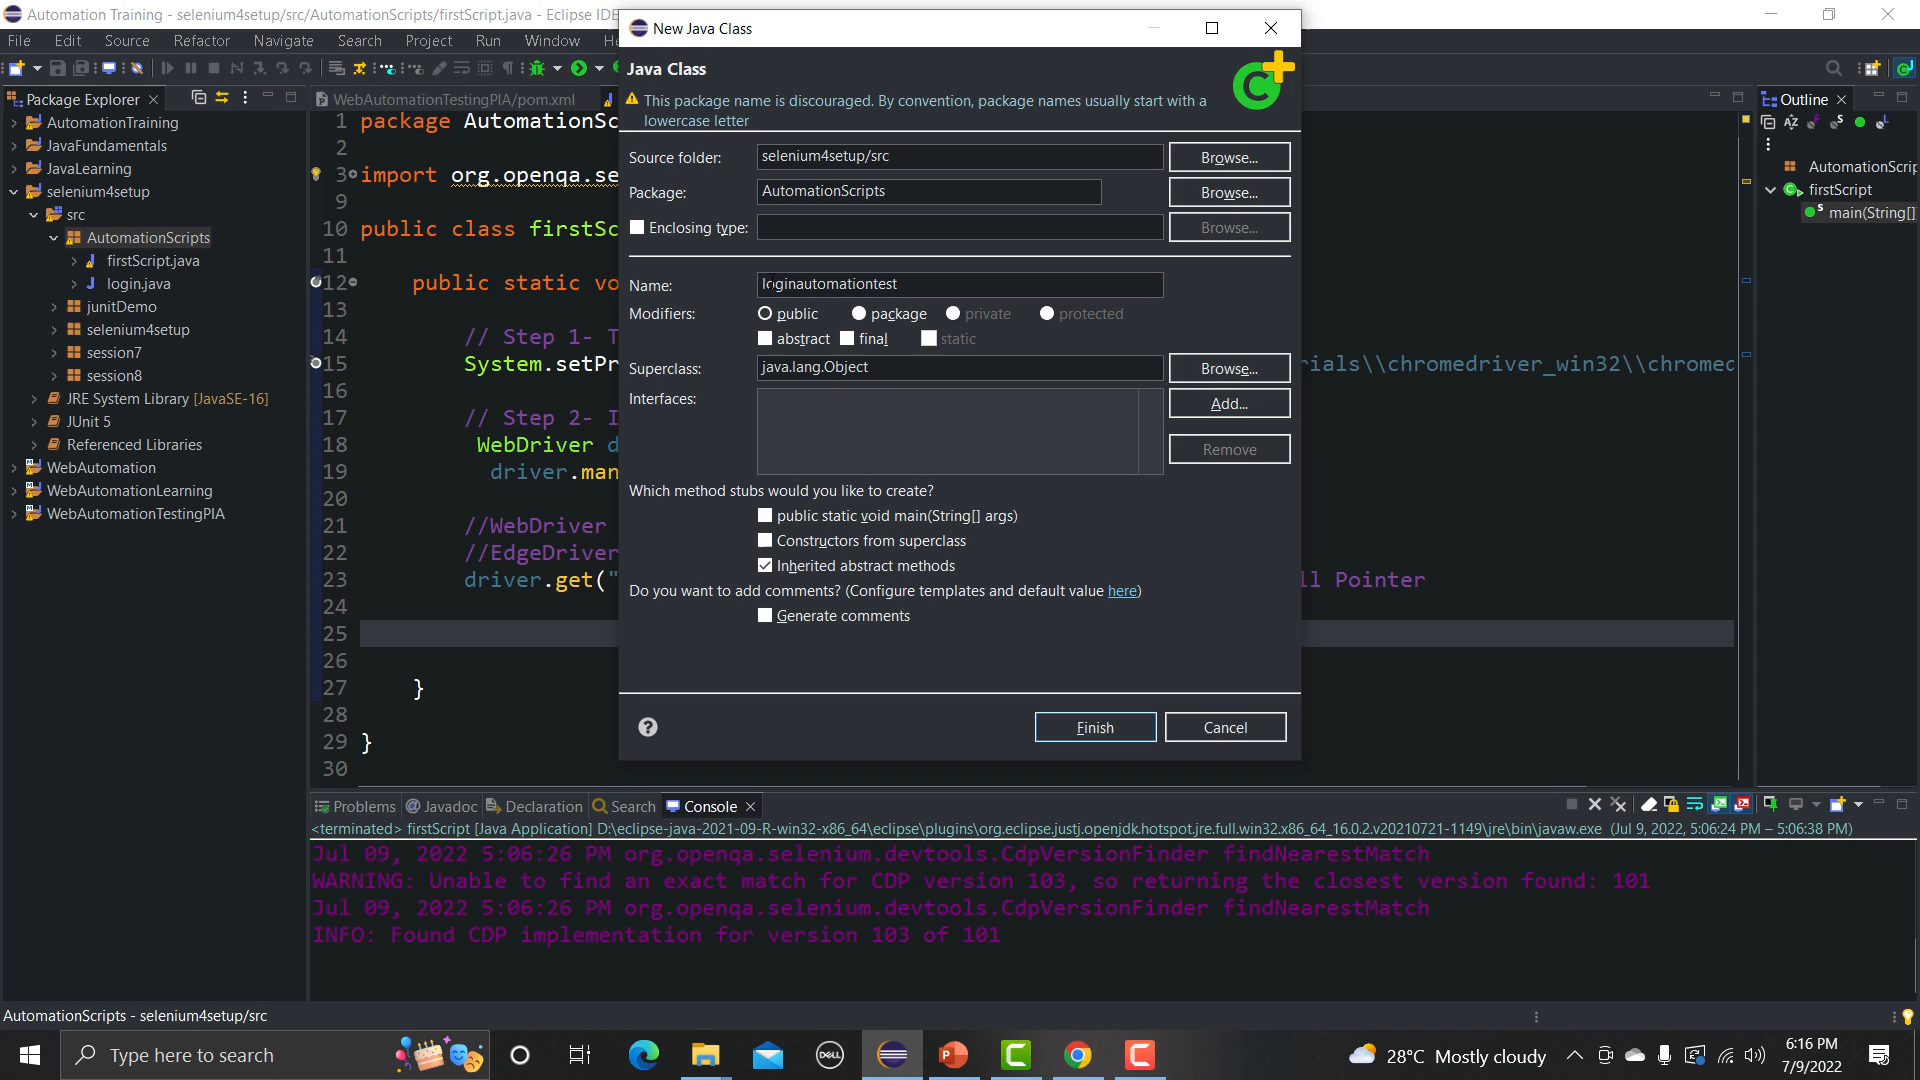 Automation Training - selenium4setup/src/AutomationScripts/firstScript.java - Eclipse IDE
File Edit Source Refactor Navigate Search Project Run Window
New Java Class
Java Class
This package name is discouraged. By convention, package names usually start with a
lowercase letter
Source folder: selenium4setup/src Browse...
Package: AutomationScripts Browse...
Enclosing type: Browse...
Name: loginautomationtest
Modifiers: public package private protected
abstract final static
Superclass: java.lang.Object Browse...
Interfaces: Add...
Remove
Which method stubs would you like to create?
public static void main(String[] args)
Constructors from superclass
Inherited abstract methods
Do you want to add comments? (Configure templates and default value here)
Generate comments
Finish Cancel
Package Explorer
AutomationTraining
JavaFundamentals
JavaLearning
selenium4setup
src
AutomationScripts
firstScript.java
login.java
junitDemo
selenium4setup
session7
session8
JRE System Library [JavaSE-16]
JUnit 5
Referenced Libraries
WebAutomation
WebAutomationLearning
WebAutomationTestingPIA
WebAutomationTestingPIA/pom.xml
1 package AutomationSc
2
3 import org.openqa.se
9
10 public class firstSc
11
12 public static vo
13
14 // Step 1- T
15 System.setPr rials\\chromedriver_win32\\chromed
16
17 // Step 2- I
18 WebDriver d
19 driver.man
20
21 //WebDriver
22 //EdgeDriver
23 driver.get(" ll Pointer
24
25
26
27 }
28
29 }
30
Outline
AutomationScrip
firstScript
main(String[]
Problems Javadoc Declaration Search Console
<terminated> firstScript [Java Application] D:\eclipse-java-2021-09-R-win32-x86_64\eclipse\plugins\org.eclipse.justj.openjdk.hotspot.jre.full.win32.x86_64_16.0.2.v20210721-1149\jre\bin\javaw.exe (Jul 9, 2022, 5:06:24 PM – 5:06:38 PM)
Jul 09, 2022 5:06:26 PM org.openqa.selenium.devtools.CdpVersionFinder findNearestMatch
WARNING: Unable to find an exact match for CDP version 103, so returning the closest version found: 101
Jul 09, 2022 5:06:26 PM org.openqa.selenium.devtools.CdpVersionFinder findNearestMatch
INFO: Found CDP implementation for version 103 of 101
AutomationScripts - selenium4setup/src
Type here to search
DELL
28°C Mostly cloudy
6:16 PM
7/9/2022